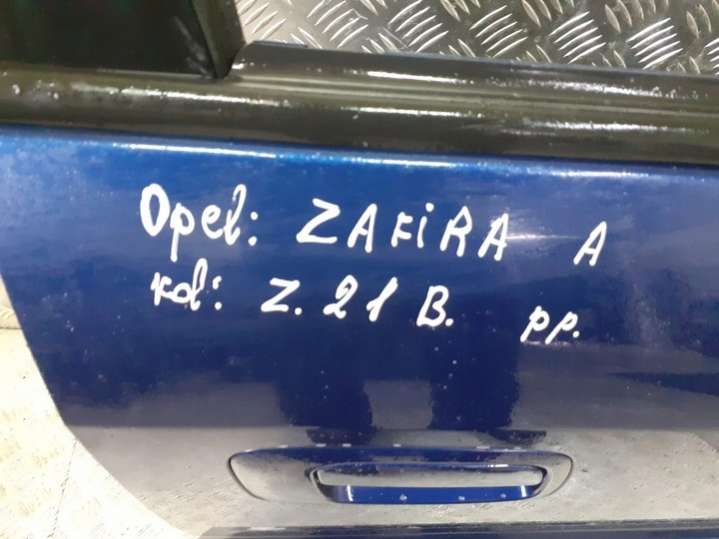 Opel: ZAFIRA A
kol: Z. 21 B. pp.